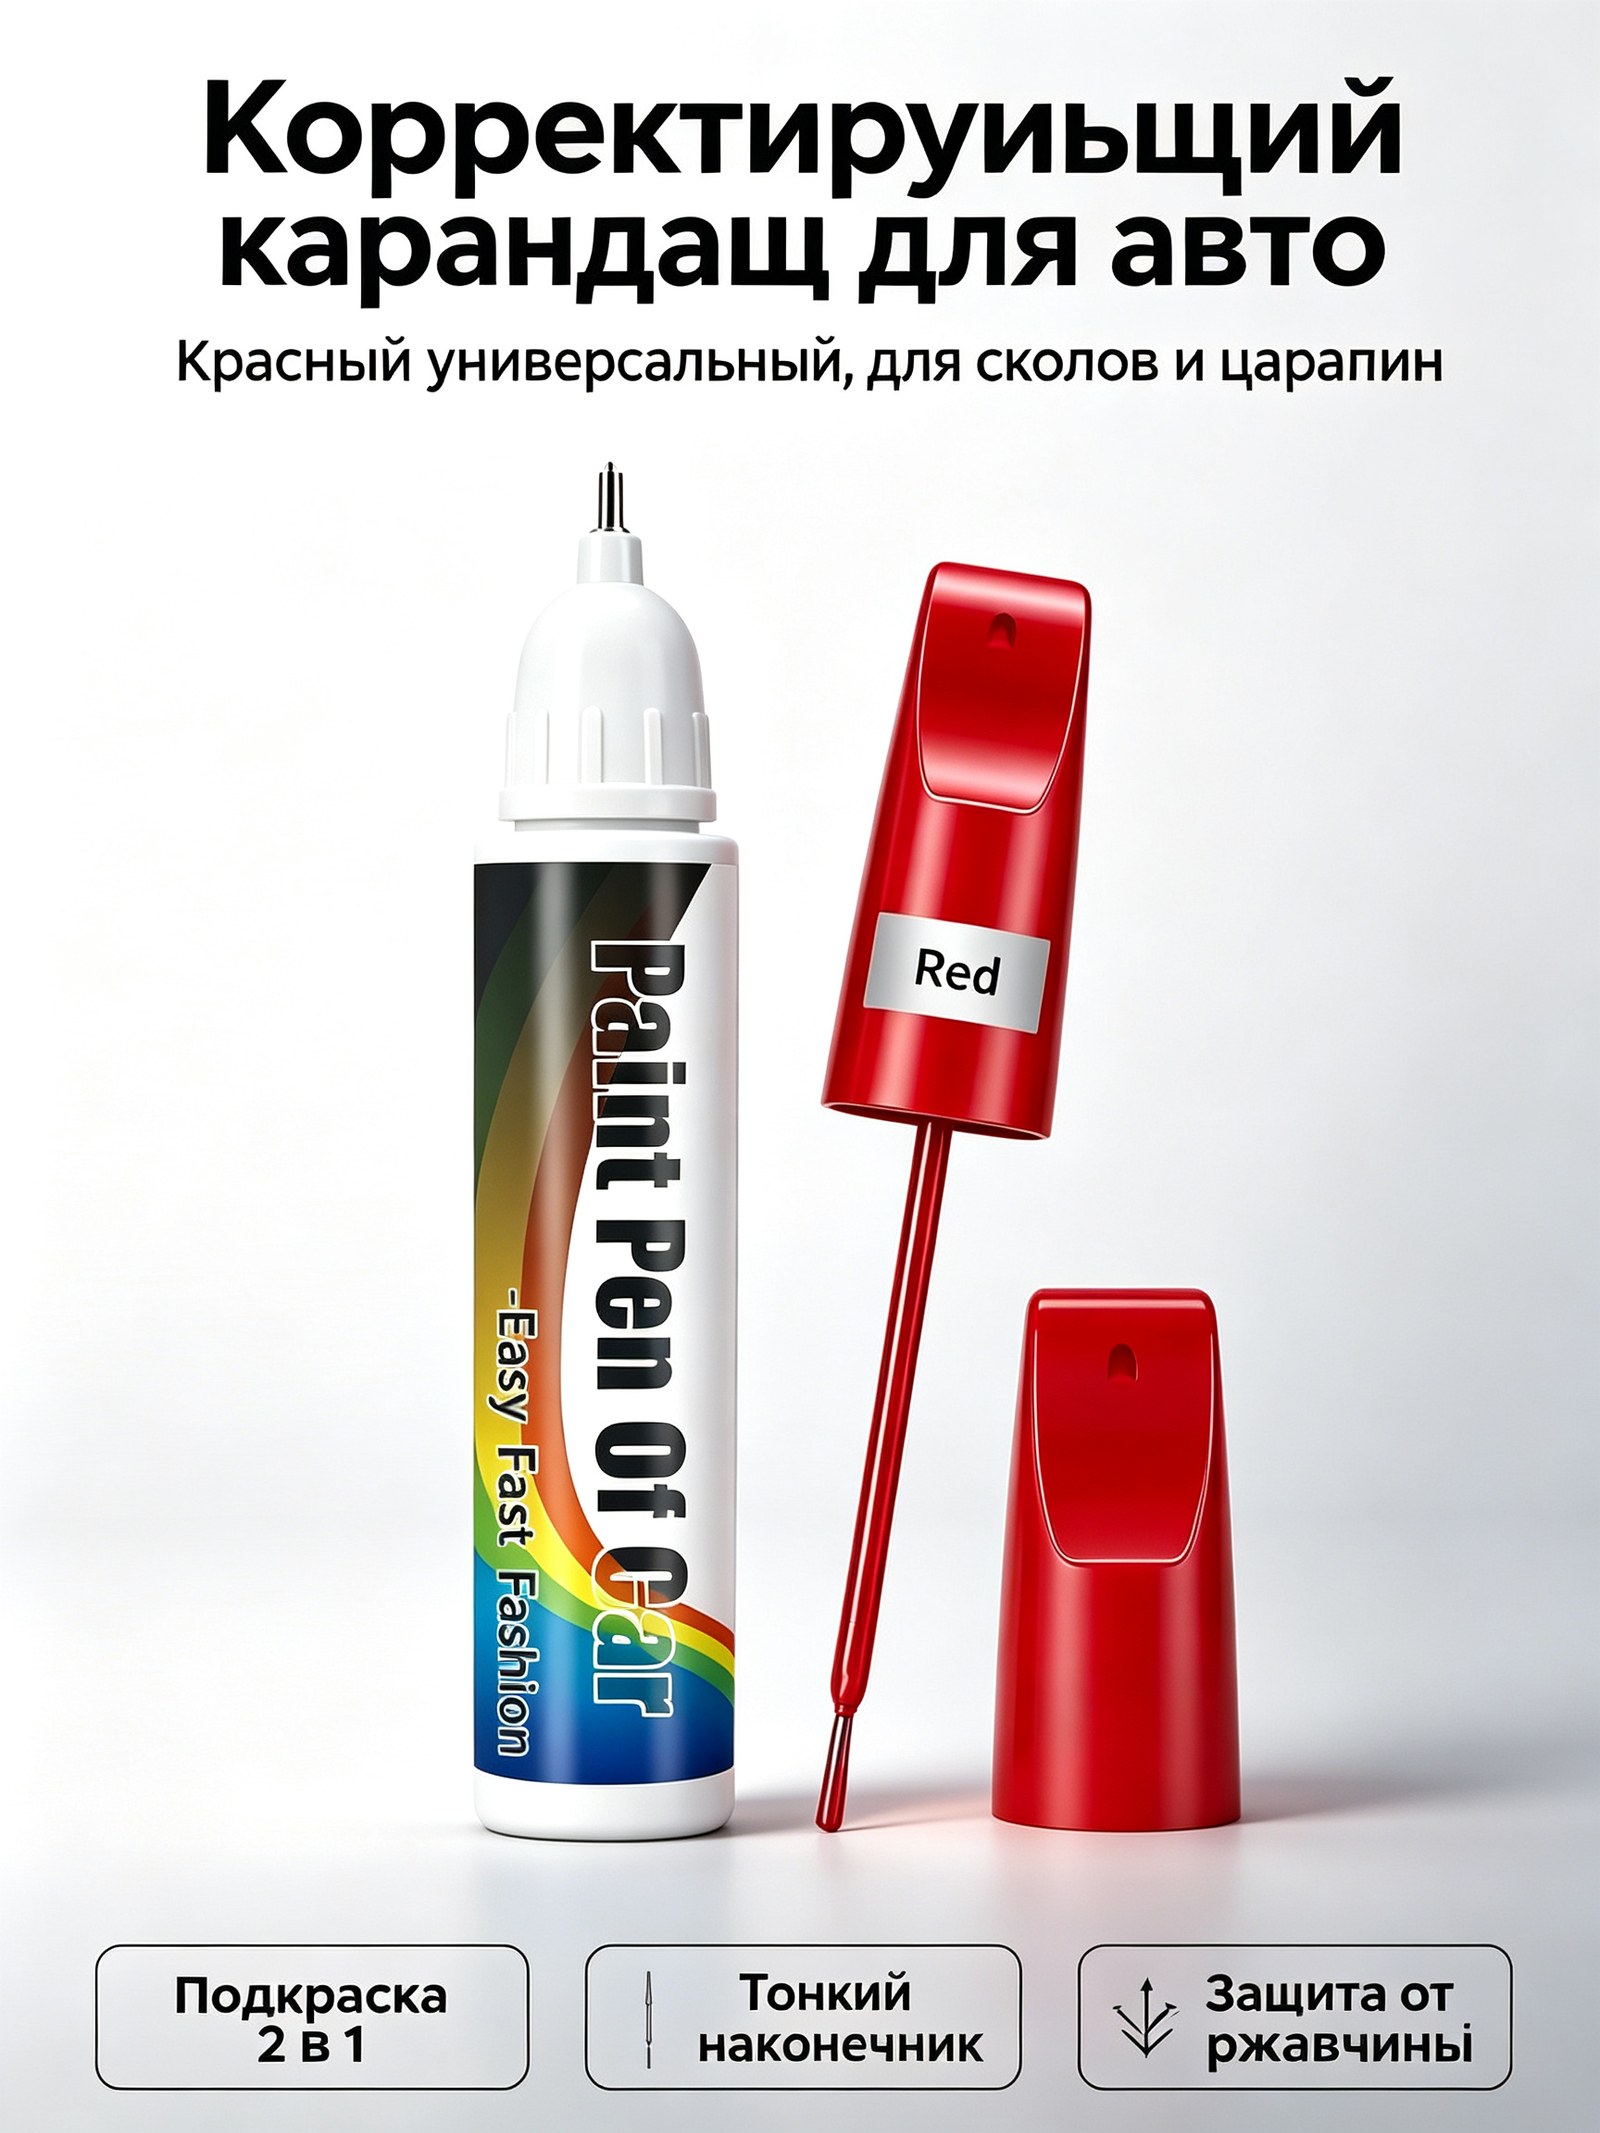 Корректируиьщий
карандащ для авто
Красный универсальный, для сколов и царапин
Paint Pen Of Car
-Easy Fast Fashion
Red
Подкраска
2 в 1
Тонкий
наконечник
Защита от
ржавчины